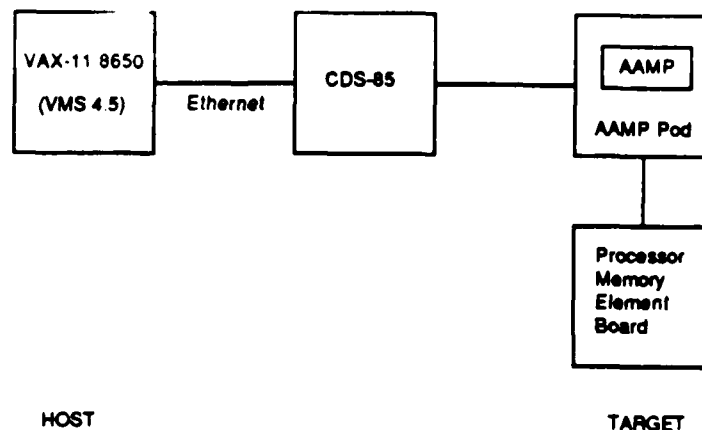 VAX-11 8650
(VMS 4.5)
Ethernet
CDS-85
AAMP
AAMP Pod
Processor
Memory
Element
Board
HOST
TARGET